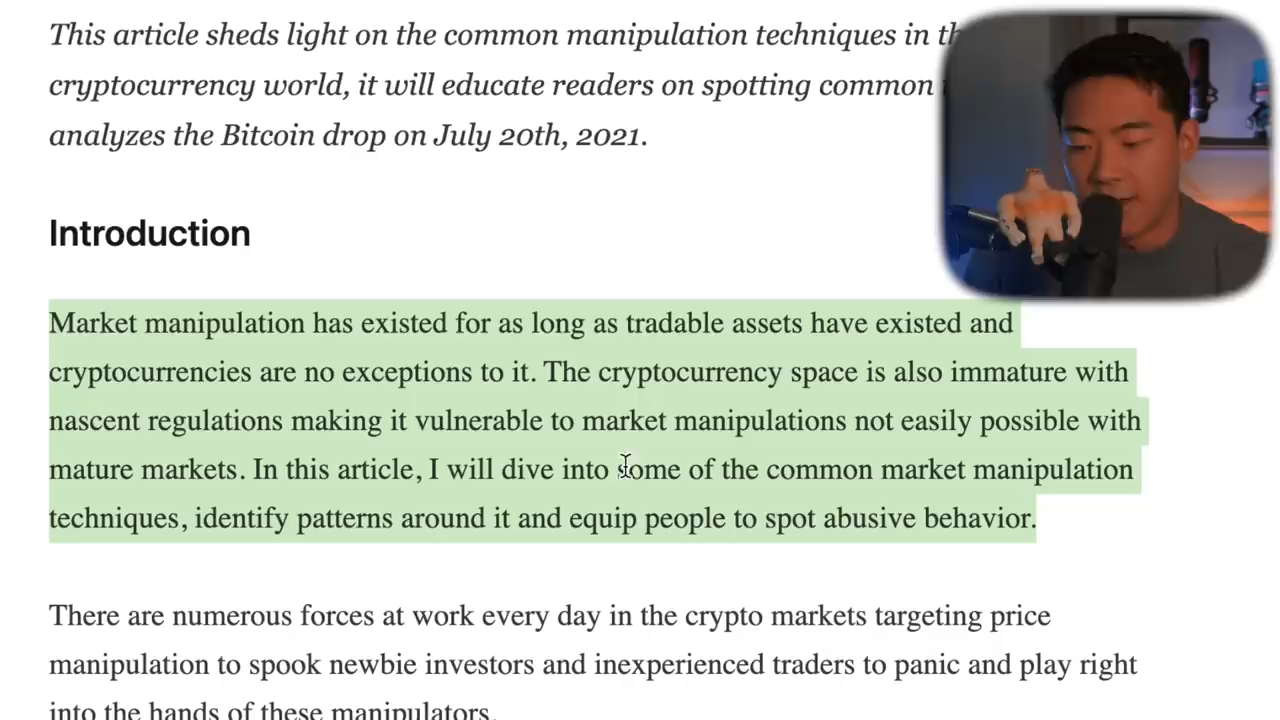 This article sheds light on the common manipulation techniques in
cryptocurrency world, it will educate readers on spotting common
analyzes the Bitcoin drop on July 20th, 2021.
Introduction
Market manipulation has existed for as long as tradable assets have existed and
cryptocurrencies are no exceptions to it. The cryptocurrency space is also immature with
nascent regulations making it vulnerable to market manipulations not easily possible with
mature markets. In this article, I will dive into some of the common market manipulation
techniques, identify patterns around it and equip people to spot abusive behavior.
There are numerous forces at work every day in the crypto markets targeting price
manipulation to spook newbie investors and inexperienced traders to panic and play right
into the hands of these manipulators.